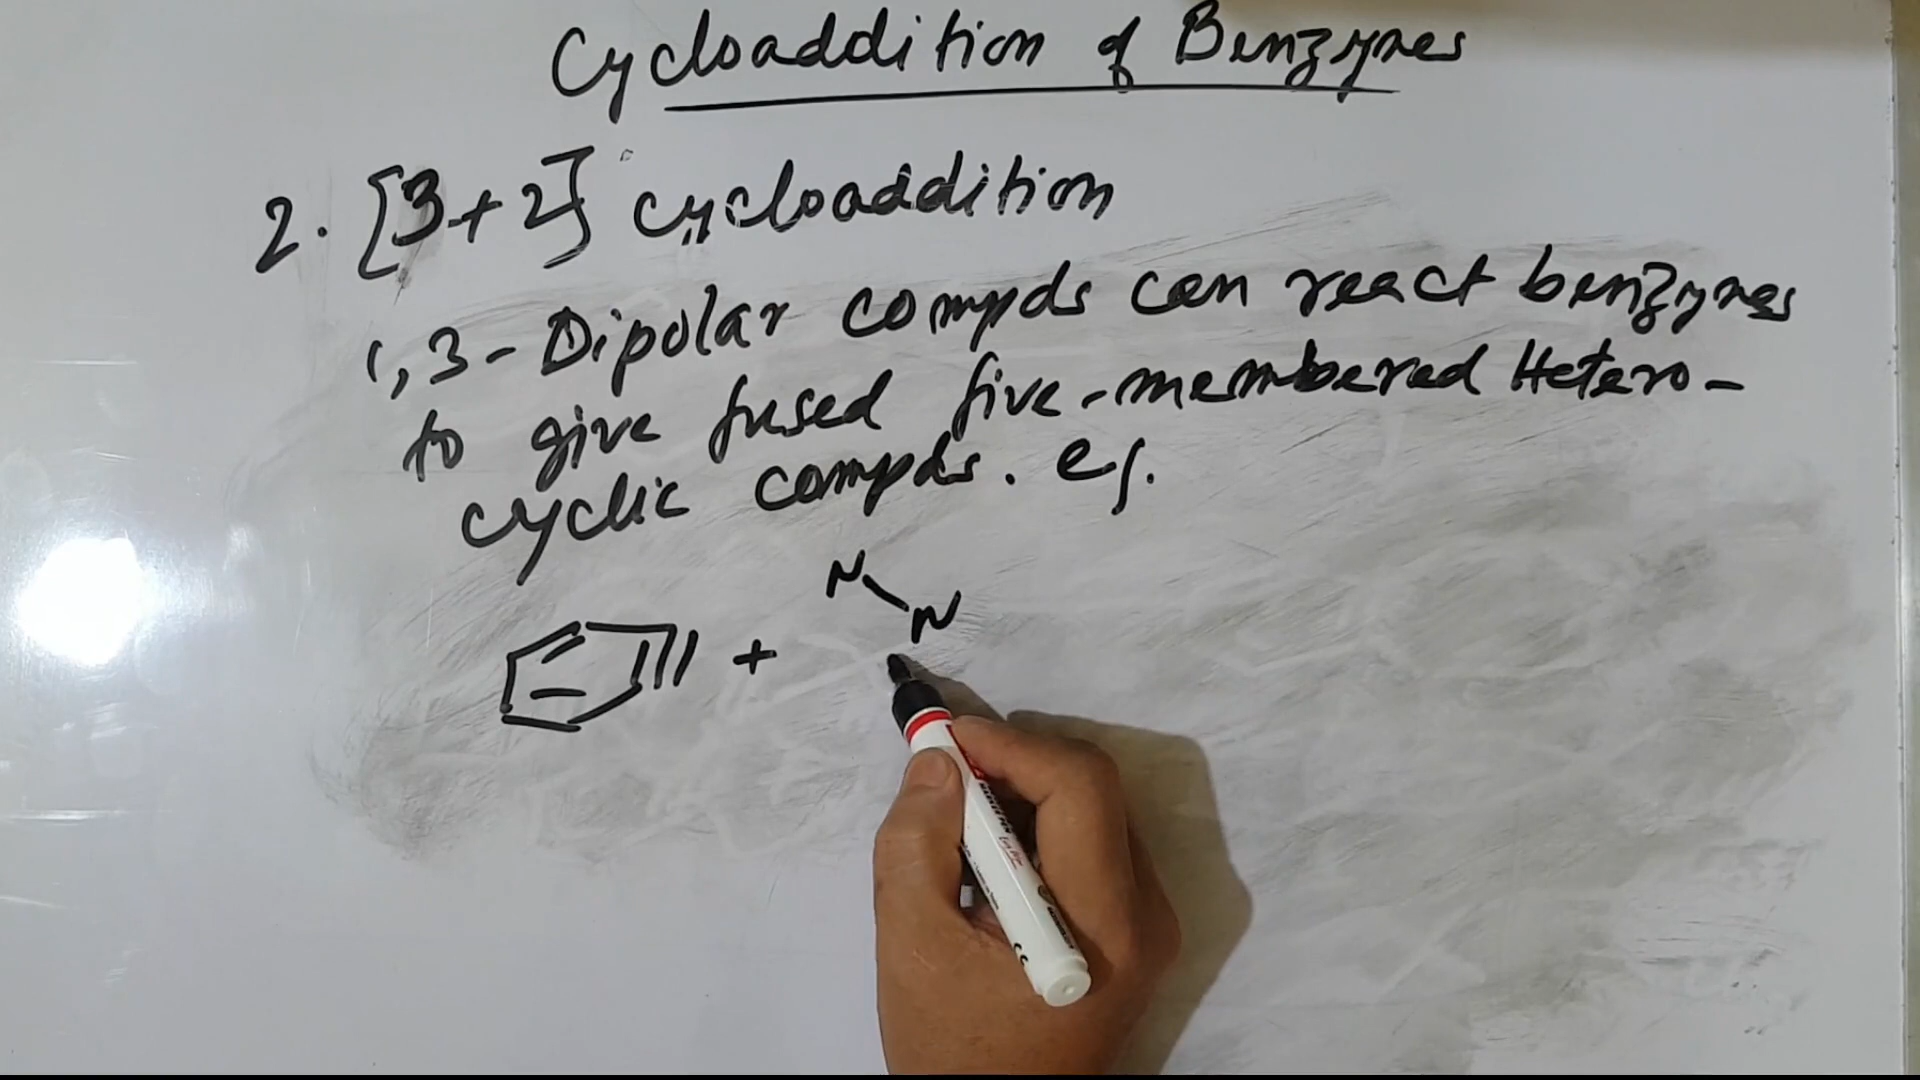 Cycloaddition of Benzynes
2. [3+2] cycloaddition
1,3-Dipolar compds can react benzynes
to give fused five-membered Hetero-
cyclic compds. eg.
N
+ N